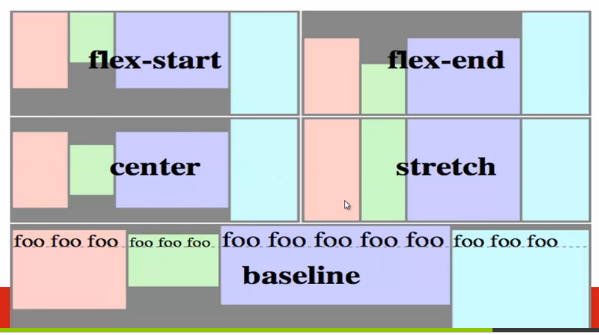 flex-start
flex-end
center
stretch
foo foo foo foo foo foo foo foo foo foo foo foo foo foo
baseline